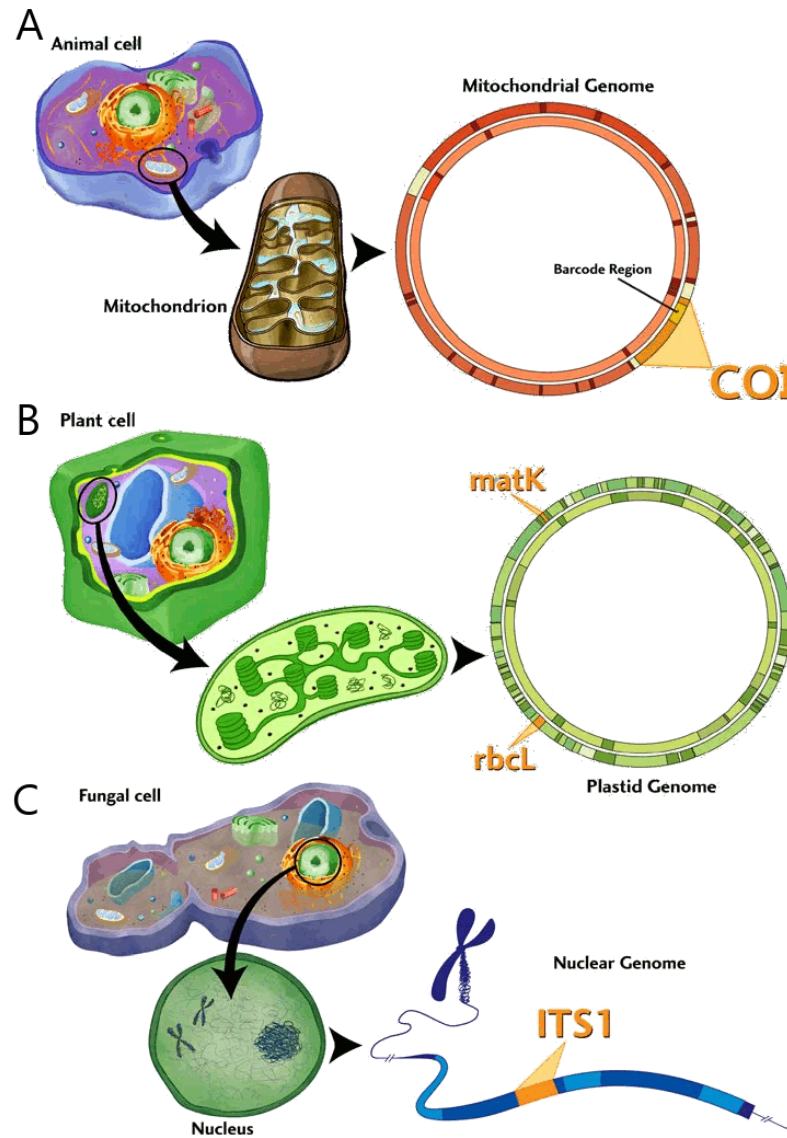 A
Animal cell
Mitochondrial Genome
Barcode Region
Mitochondrion
COI
B
Plant cell
matK
rbcL
Plastid Genome
C
Fungal cell
Nuclear Genome
ITS1
Nucleus